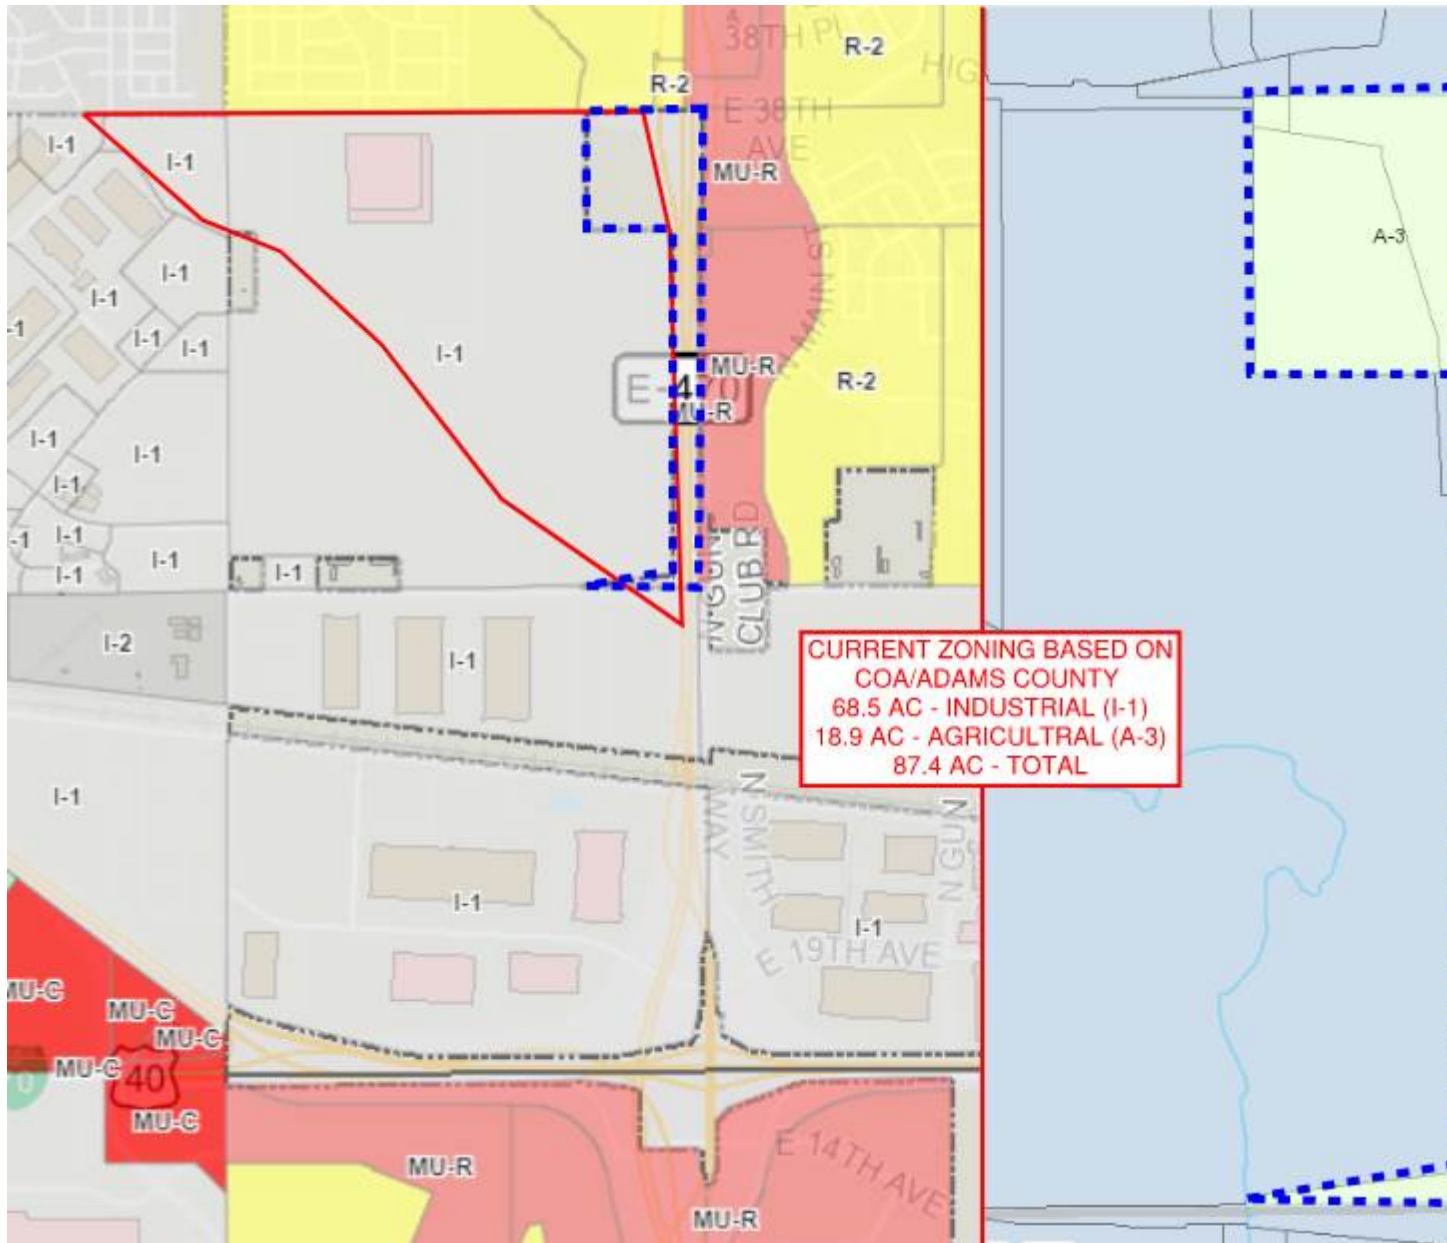 38TH PL
R-2
HIG
R-2
E 38TH
AVE
I-1
I-1
MU-R
A-3
I-1
N MAIN ST
I-1
-1
I-1
I-1
I-1
MU-R
R-2
E-470
MU-R
I-1
I-1
I-1
-1
I-1
I-1
I-1
I-1
N GUN
CLUB RD
I-2
I-1
CURRENT ZONING BASED ON
COA/ADAMS COUNTY
68.5 AC - INDUSTRIAL (I-1)
18.9 AC - AGRICULTRAL (A-3)
87.4 AC - TOTAL
I-1
WAY
N SMITH
N GUN
I-1
I-1
E 19TH AVE
MU-C
MU-C
MU-C
MU-C
40
MU-C
MU-R
E 14TH AVE
MU-R